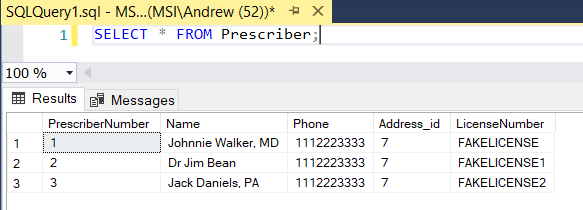 SQLQuery1.sql - MS...(MSI\Andrew (52))*
1 SELECT * FROM Prescriber;
100 %
Results Messages
PrescriberNumber Name Phone Address_id LicenseNumber
1 1 Johnnie Walker, MD 1112223333 7 FAKELICENSE
2 2 Dr Jim Bean 1112223333 7 FAKELICENSE1
3 3 Jack Daniels, PA 1112223333 7 FAKELICENSE2